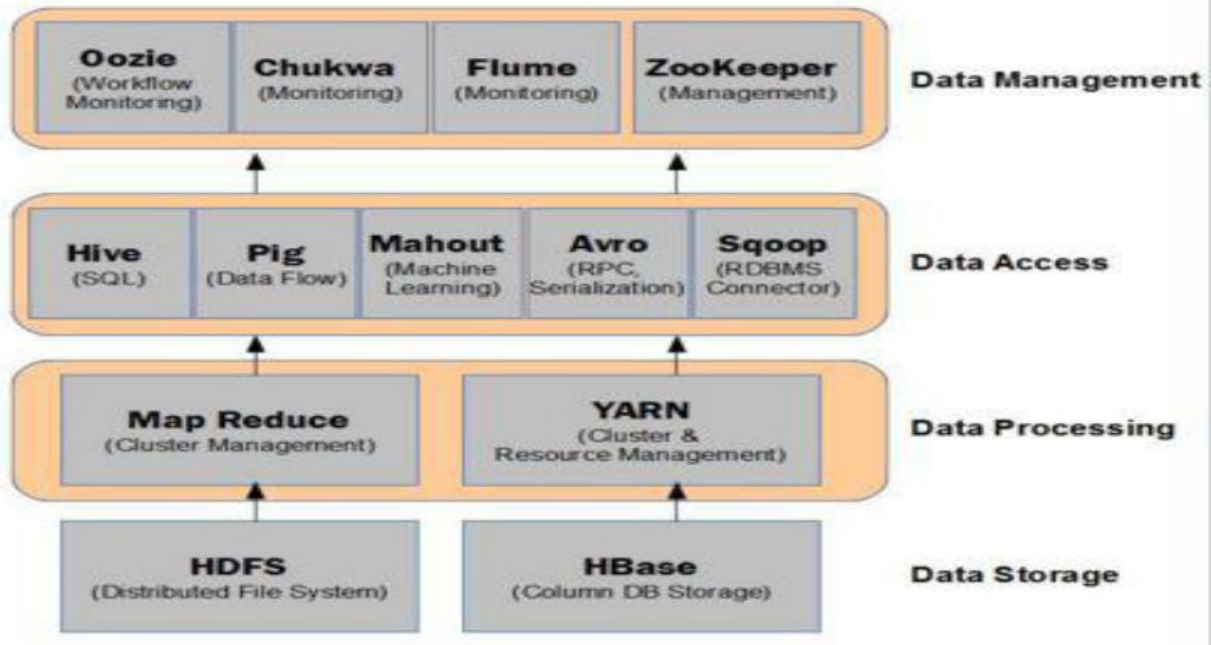 Oozie
(Workflow
Monitoring)
Chukwa
(Monitoring)
Flume
(Monitoring)
ZooKeeper
(Management)
Data Management
Hive
(SQL)
Pig
(Data Flow)
Mahout
(Machine
Learning)
Avro
(RPC,
Serialization)
Sqoop
(RDBMS
Connector)
Data Access
Map Reduce
(Cluster Management)
YARN
(Cluster &
Resource Management)
Data Processing
HDFS
(Distributed File System)
HBase
(Column DB Storage)
Data Storage